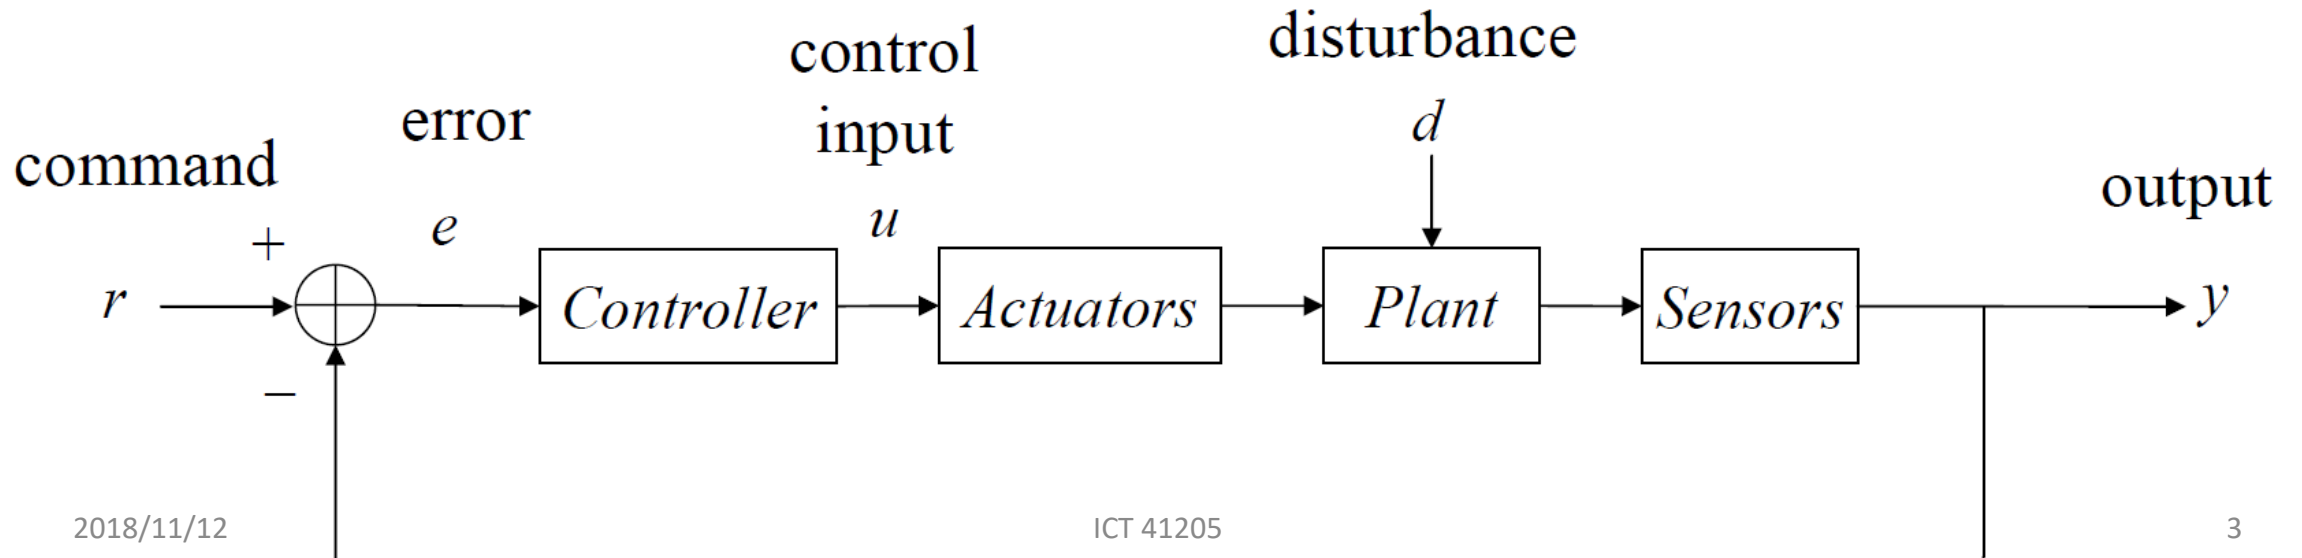 command
error
control
input
disturbance
d
output
+
e
u
r
Controller
Actuators
Plant
Sensors
y
−
2018/11/12
ICT 41205
3